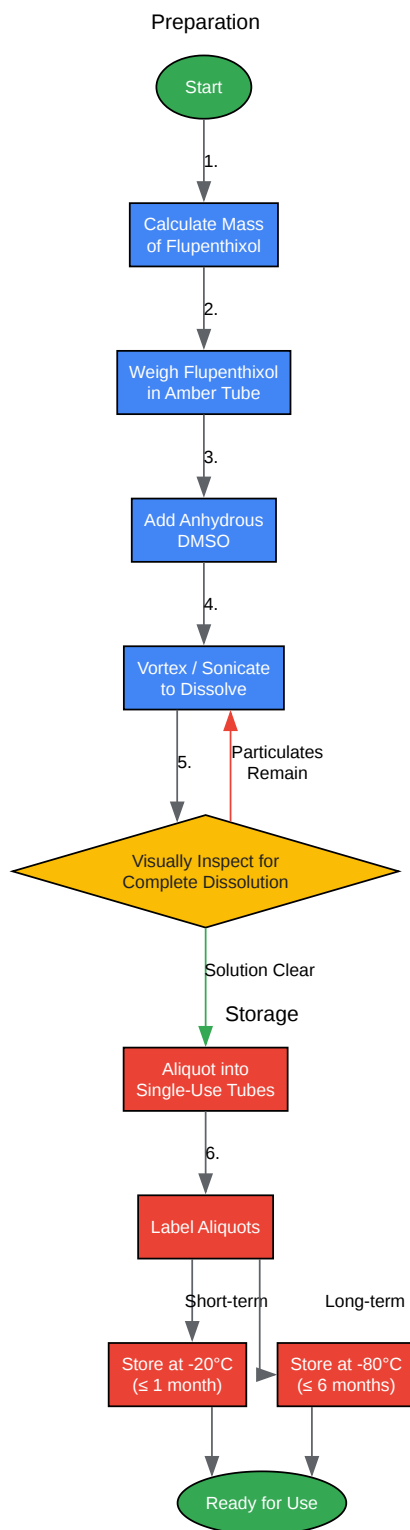 Preparation
Start
1.
Calculate Mass
of Flupenthixol
2.
Weigh Flupenthixol
in Amber Tube
3.
Add Anhydrous
DMSO
4.
Vortex / Sonicate
to Dissolve
5.
Particulates
Remain
Visually Inspect for
Complete Dissolution
Solution Clear
Storage
Aliquot into
Single-Use Tubes
6.
Label Aliquots
Short-term
Long-term
Store at -20°C
(≤ 1 month)
Store at -80°C
(≤ 6 months)
Ready for Use